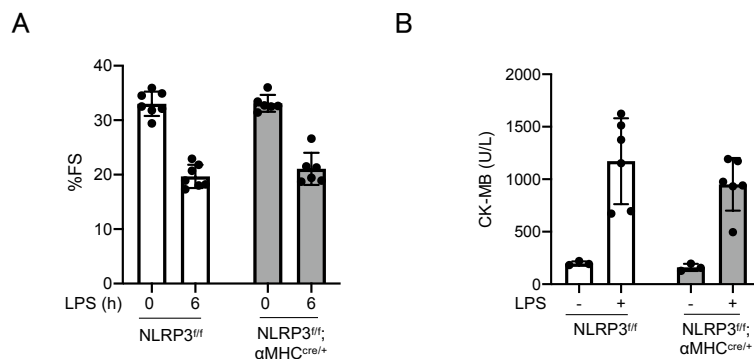 A
B
40
30
20
10
0
%FS
LPS (h) 0 6 0 6
NLRP3f/f
NLRP3f/f;
αMHCcre/+
2000
1500
1000
500
0
CK-MB (U/L)
LPS - + - +
NLRP3f/f
NLRP3f/f;
αMHCcre/+